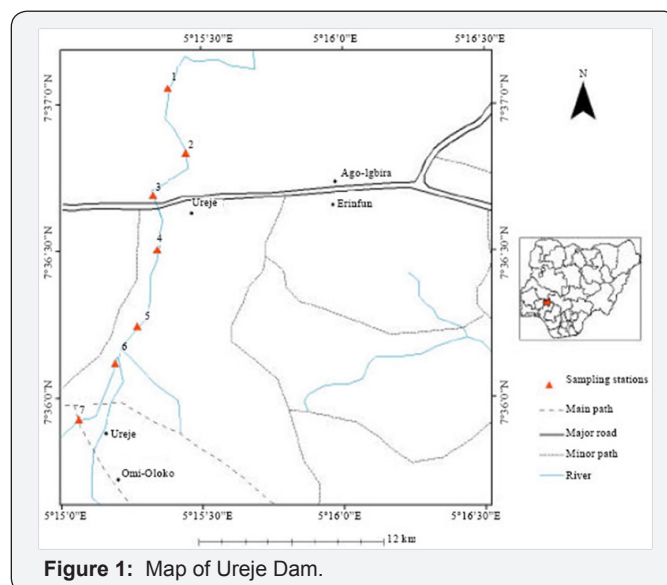 5°15'30"E 5°16'0"E 5°16'30"E
N
7°37'0"N 7°37'0"N
1
2
3
Ago-Igbira
Erinfun
Ureje
4
7°36'30"N 7°36'30"N
5
6
7°36'0"N 7°36'0"N
7
Ureje
Omi-Oloko
Sampling stations
Main path
Major road
Minor path
River
5°15'0"E 5°15'30"E 5°16'0"E 5°16'30"E
12 km
Figure 1: Map of Ureje Dam.